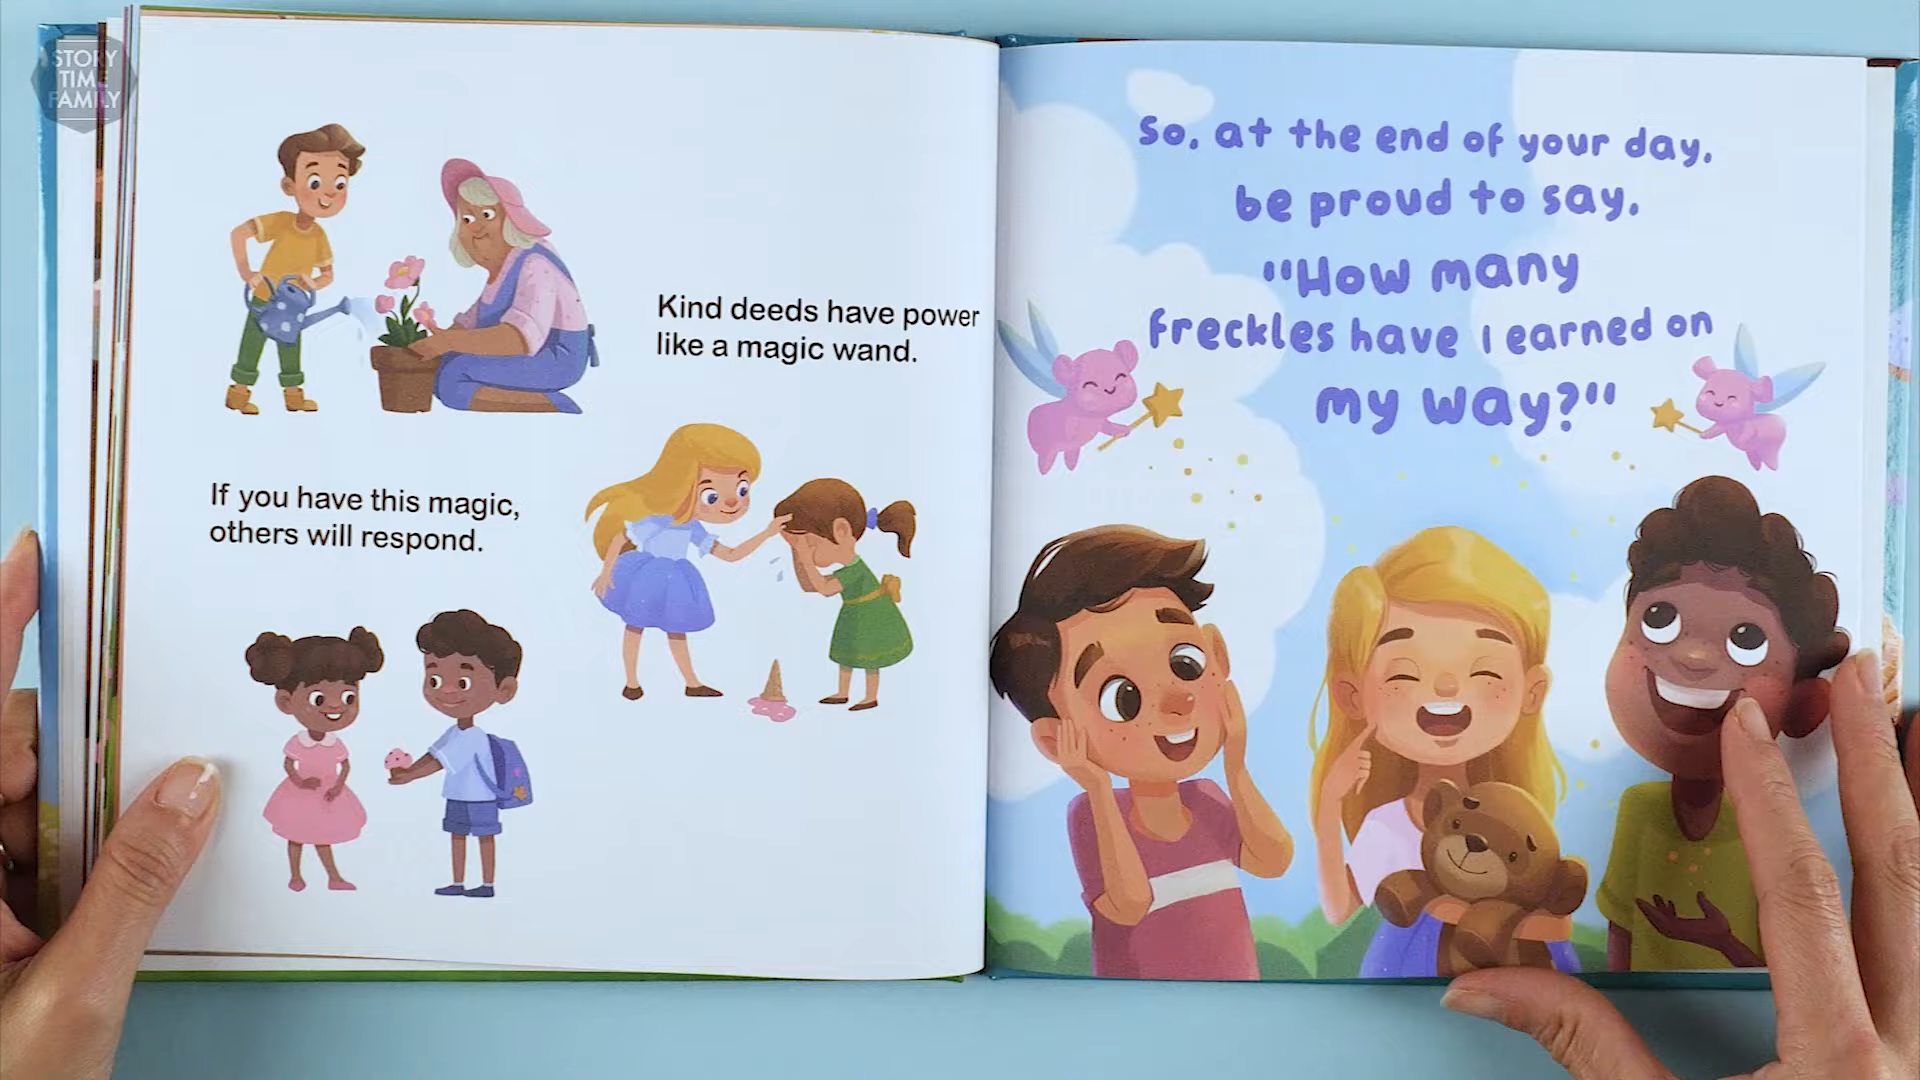 STORY
TIME
FAMILY
Kind deeds have power
like a magic wand.
If you have this magic,
others will respond.
So, at the end of your day,
be proud to say,
"How many
freckles have I earned on
my way?"